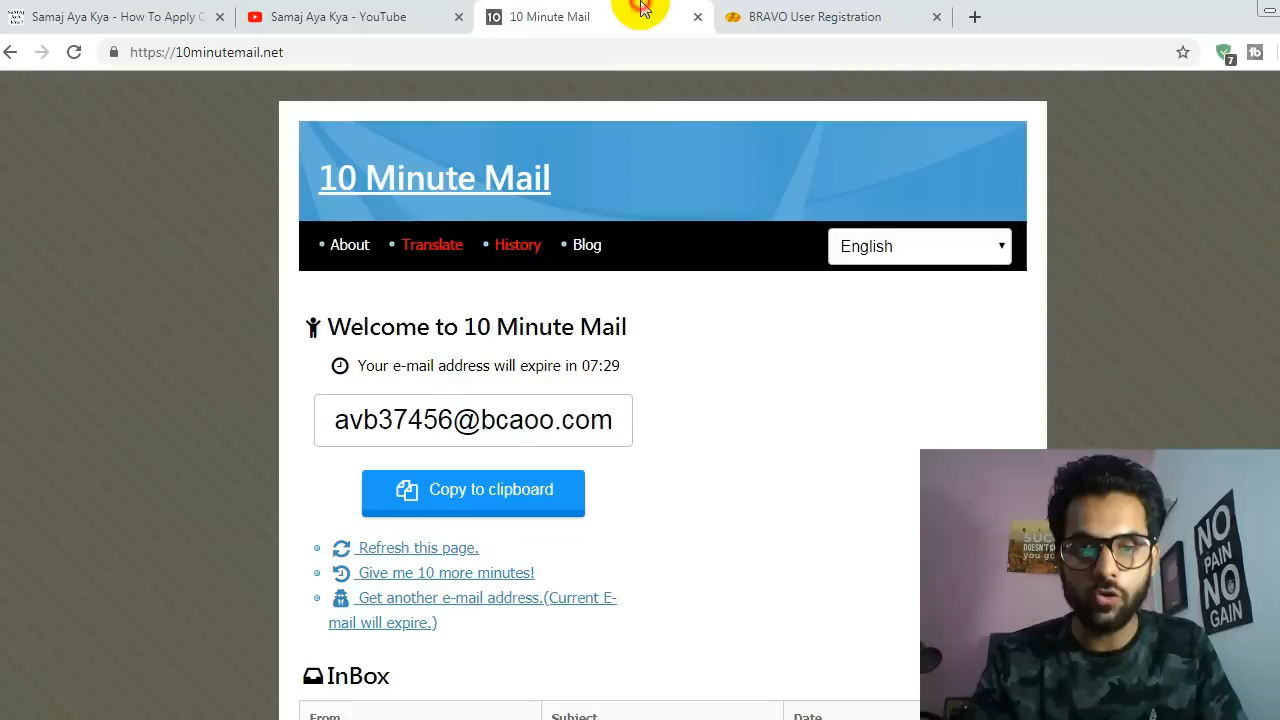 Samaj Aya Kya - How To Apply C
Samaj Aya Kya - YouTube
10 10 Minute Mail
BRAVO User Registration
https://10minutemail.net
7
tb
10 Minute Mail
About
Translate
History
Blog
English
Welcome to 10 Minute Mail
Your e-mail address will expire in 07:29
avb37456@bcaoo.com
Copy to clipboard
Refresh this page.
Give me 10 more minutes!
Get another e-mail address.(Current E-
mail will expire.)
InBox
From
Subject
Date
NO
PAIN
NO
GAIN